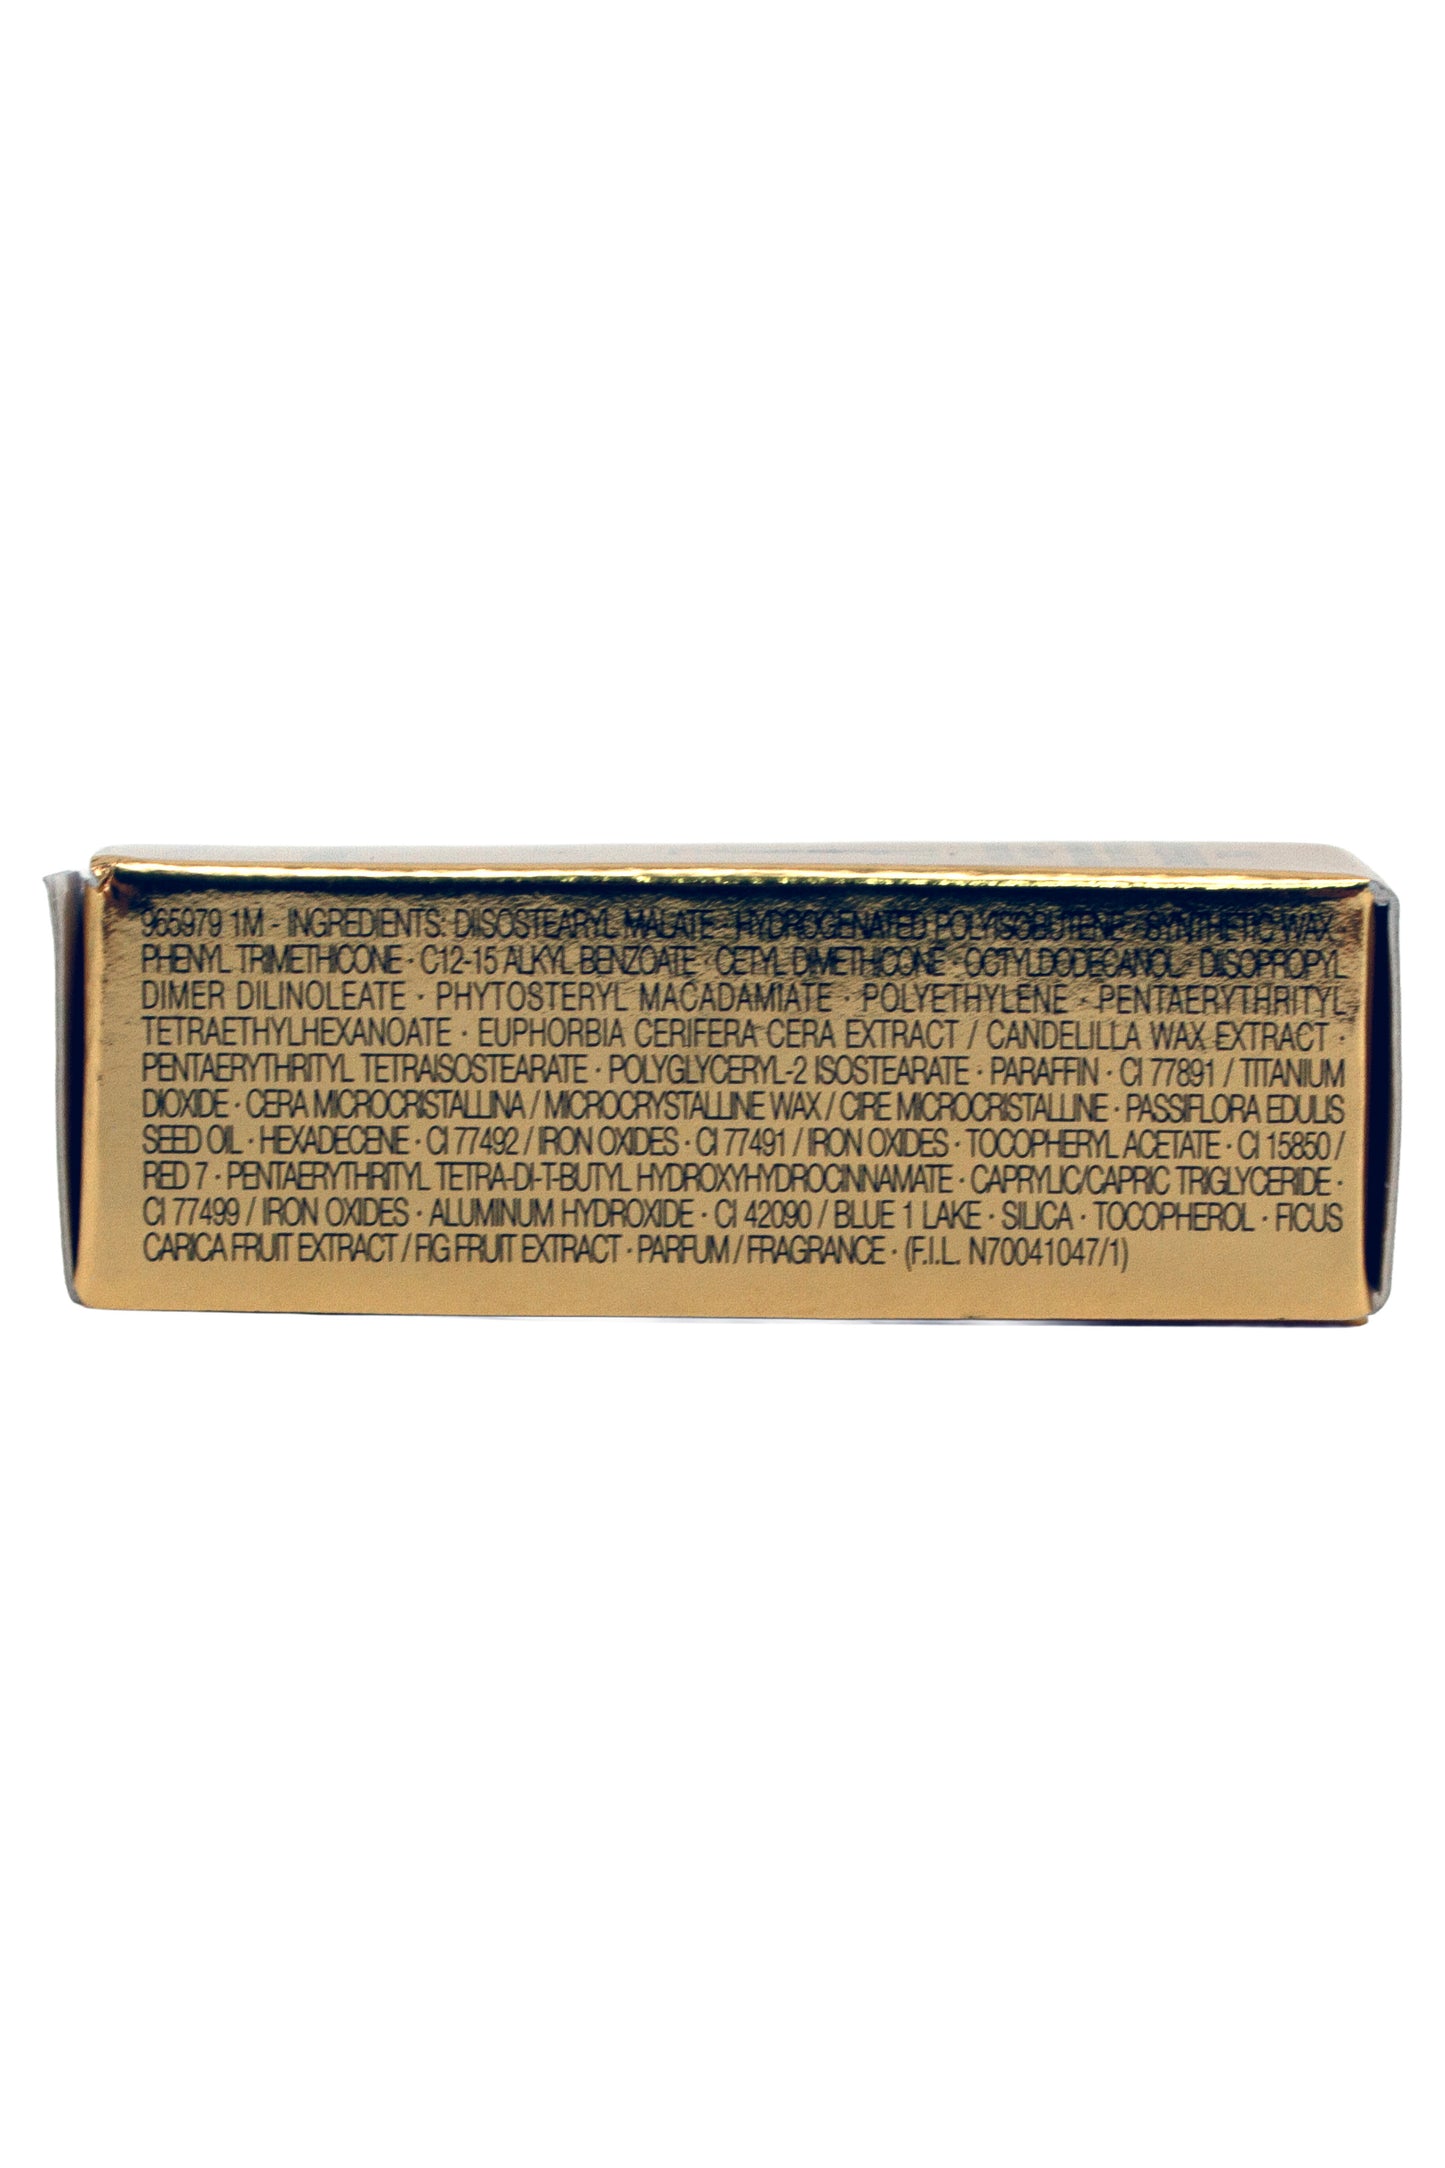 965979 1M - INGREDIENTS: DIISOSTEARYL MALATE · HYDROGENATED POLYISOBUTENE · SYNTHETIC WAX ·
PHENYL TRIMETHICONE · C12-15 ALKYL BENZOATE · CETYL DIMETHICONE · OCTYLDODECANOL · DIISOPROPYL
DIMER DILINOLEATE · PHYTOSTERYL MACADAMIATE · POLYETHYLENE · PENTAERYTHRITYL
TETRAETHYLHEXANOATE · EUPHORBIA CERIFERA CERA EXTRACT / CANDELILLA WAX EXTRACT ·
PENTAERYTHRITYL TETRAISOSTEARATE · POLYGLYCERYL-2 ISOSTEARATE · PARAFFIN · CI 77891 / TITANIUM
DIOXIDE · CERA MICROCRISTALLINA / MICROCRYSTALLINE WAX / CIRE MICROCRISTALLINE · PASSIFLORA EDULIS
SEED OIL · HEXADECENE · CI 77492 / IRON OXIDES · CI 77491 / IRON OXIDES · TOCOPHERYL ACETATE · CI 15850 /
RED 7 · PENTAERYTHRITYL TETRA-DI-T-BUTYL HYDROXYHYDROCINNAMATE · CAPRYLIC/CAPRIC TRIGLYCERIDE ·
CI 77499 / IRON OXIDES · ALUMINUM HYDROXIDE · CI 42090 / BLUE 1 LAKE · SILICA · TOCOPHEROL · FICUS
CARICA FRUIT EXTRACT / FIG FRUIT EXTRACT · PARFUM / FRAGRANCE · (F.I.L. N70041047/1)